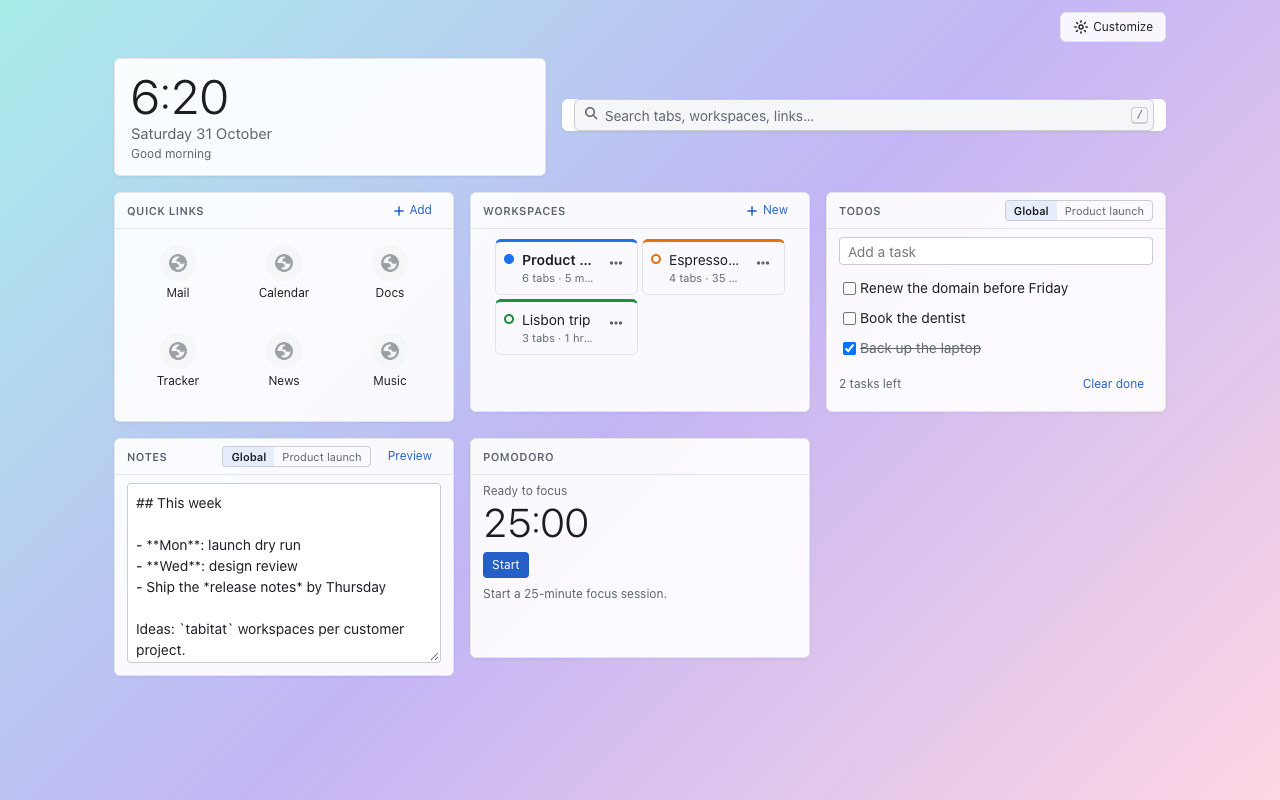 Customize
6:20
Saturday 31 October
Good morning
Search tabs, workspaces, links...
/
QUICK LINKS
Add
Mail
Calendar
Docs
Tracker
News
Music
WORKSPACES
New
Product ...
6 tabs · 5 m...
Espresso...
4 tabs · 35 ...
Lisbon trip
3 tabs · 1 hr...
TODOS
Global
Product launch
Add a task
Renew the domain before Friday
Book the dentist
Back up the laptop
2 tasks left
Clear done
NOTES
Global
Product launch
Preview
## This week
- **Mon**: launch dry run
- **Wed**: design review
- Ship the *release notes* by Thursday
Ideas: `tabitat` workspaces per customer
project.
POMODORO
Ready to focus
25:00
Start
Start a 25-minute focus session.